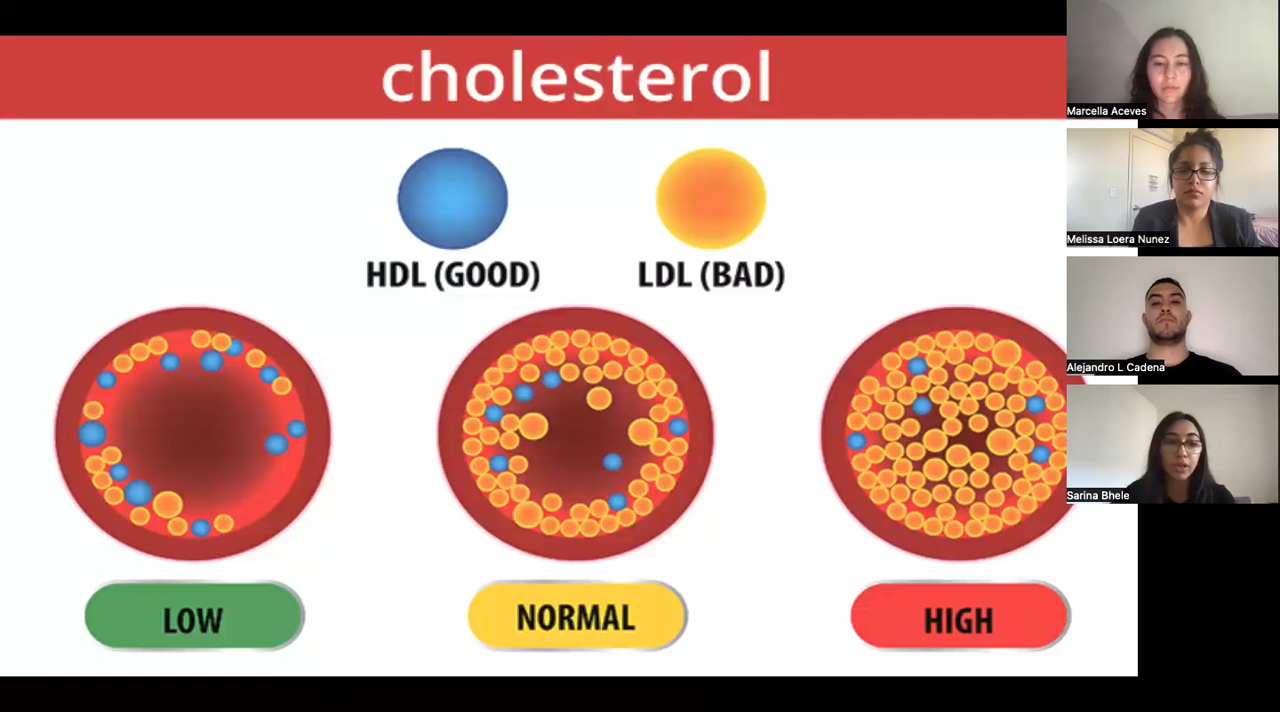 cholesterol
HDL (GOOD)
LDL (BAD)
LOW
NORMAL
HIGH
Marcella Aceves
Melissa Loera Nunez
Alejandro L Cadena
Sarina Bhele